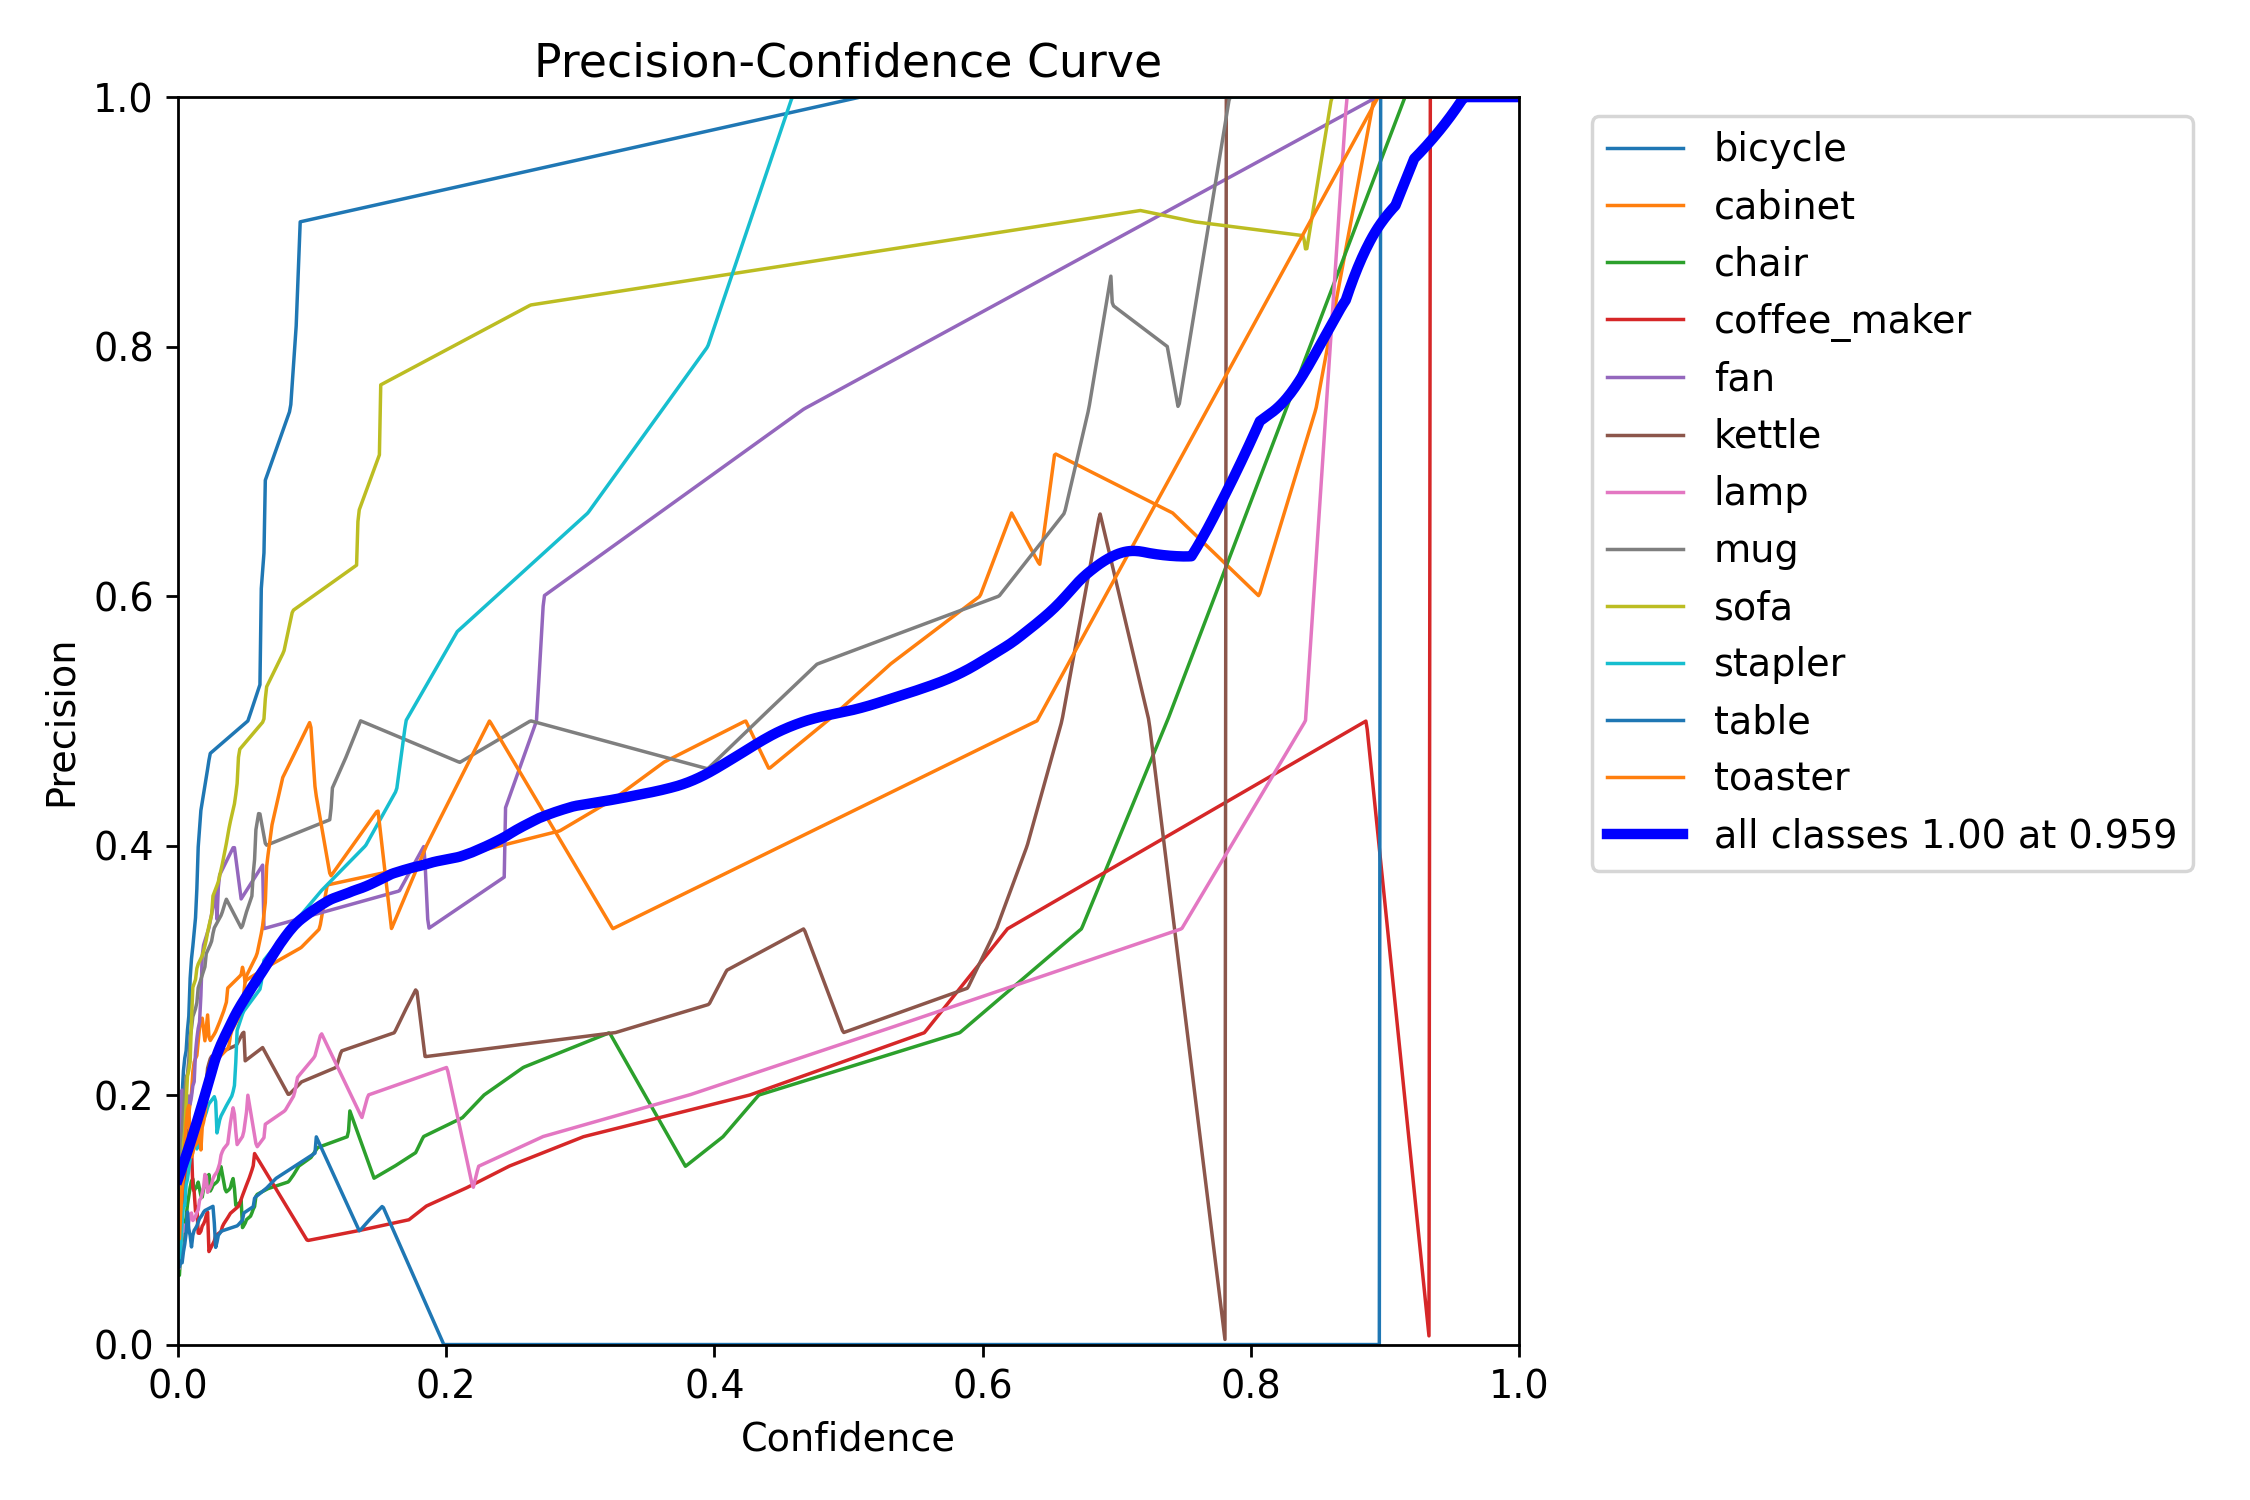 Precision-Confidence Curve
1.0
0.8
0.6
0.4
0.2
0.0
Precision
0.0 0.2 0.4 0.6 0.8 1.0
Confidence
bicycle
cabinet
chair
coffee_maker
fan
kettle
lamp
mug
sofa
stapler
table
toaster
all classes 1.00 at 0.959